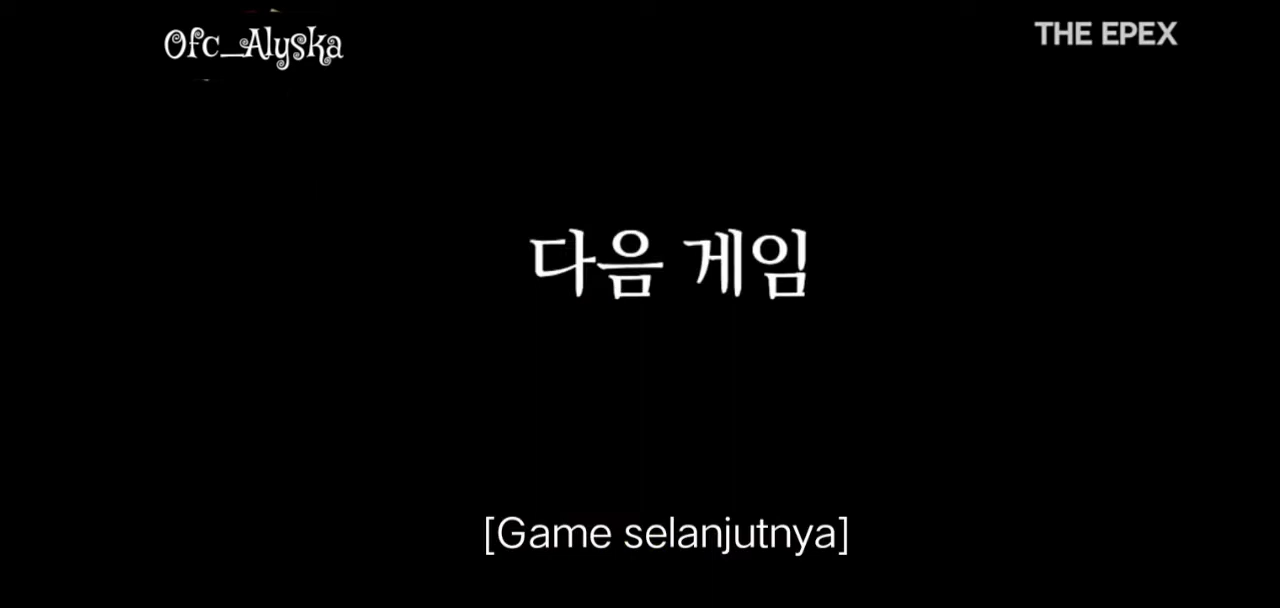 Ofc_Alyska
THE EPEX
다음 게임
[Game selanjutnya]